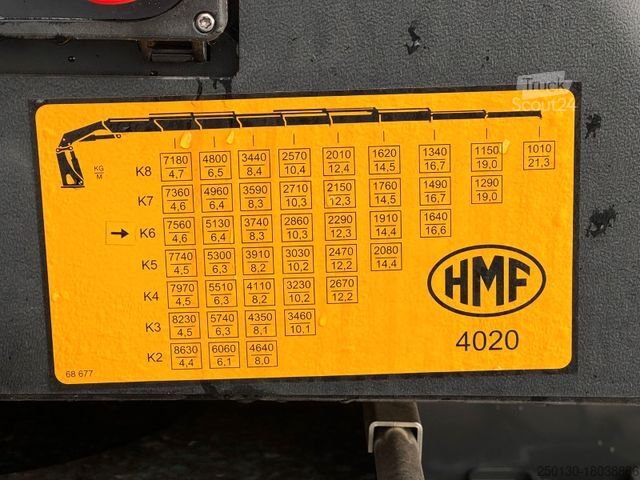 Truck
Scout24
KG
M
K8 7180 4800 3440 2570 2010 1620 1340 1150 1010
4,7 6,5 8,4 10,4 12,4 14,5 16,7 19,0 21,3
K7 7360 4960 3590 2710 2150 1760 1490 1290
4,6 6,4 8,3 10,3 12,3 14,5 16,7 19,0
K6 7560 5130 3740 2860 2290 1910 1640
4,6 6,4 8,3 10,3 12,3 14,4 16,6
K5 7740 5300 3910 3030 2470 2080
4,5 6,3 8,2 10,2 12,2 14,4
K4 7970 5510 4110 3230 2670
4,5 6,3 8,2 10,2 12,2
K3 8230 5740 4350 3460
4,5 6,3 8,1 10,1
K2 8630 6060 4640
4,4 6,1 8.0
HMF
4020
68 677